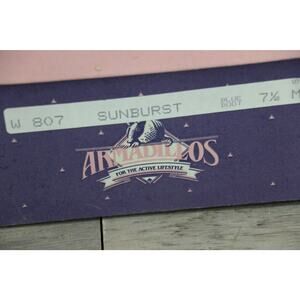 W 807 SUNBURST BLUE BOOT 7½ M
ARMADILLOS
FOR THE ACTIVE LIFESTYLE